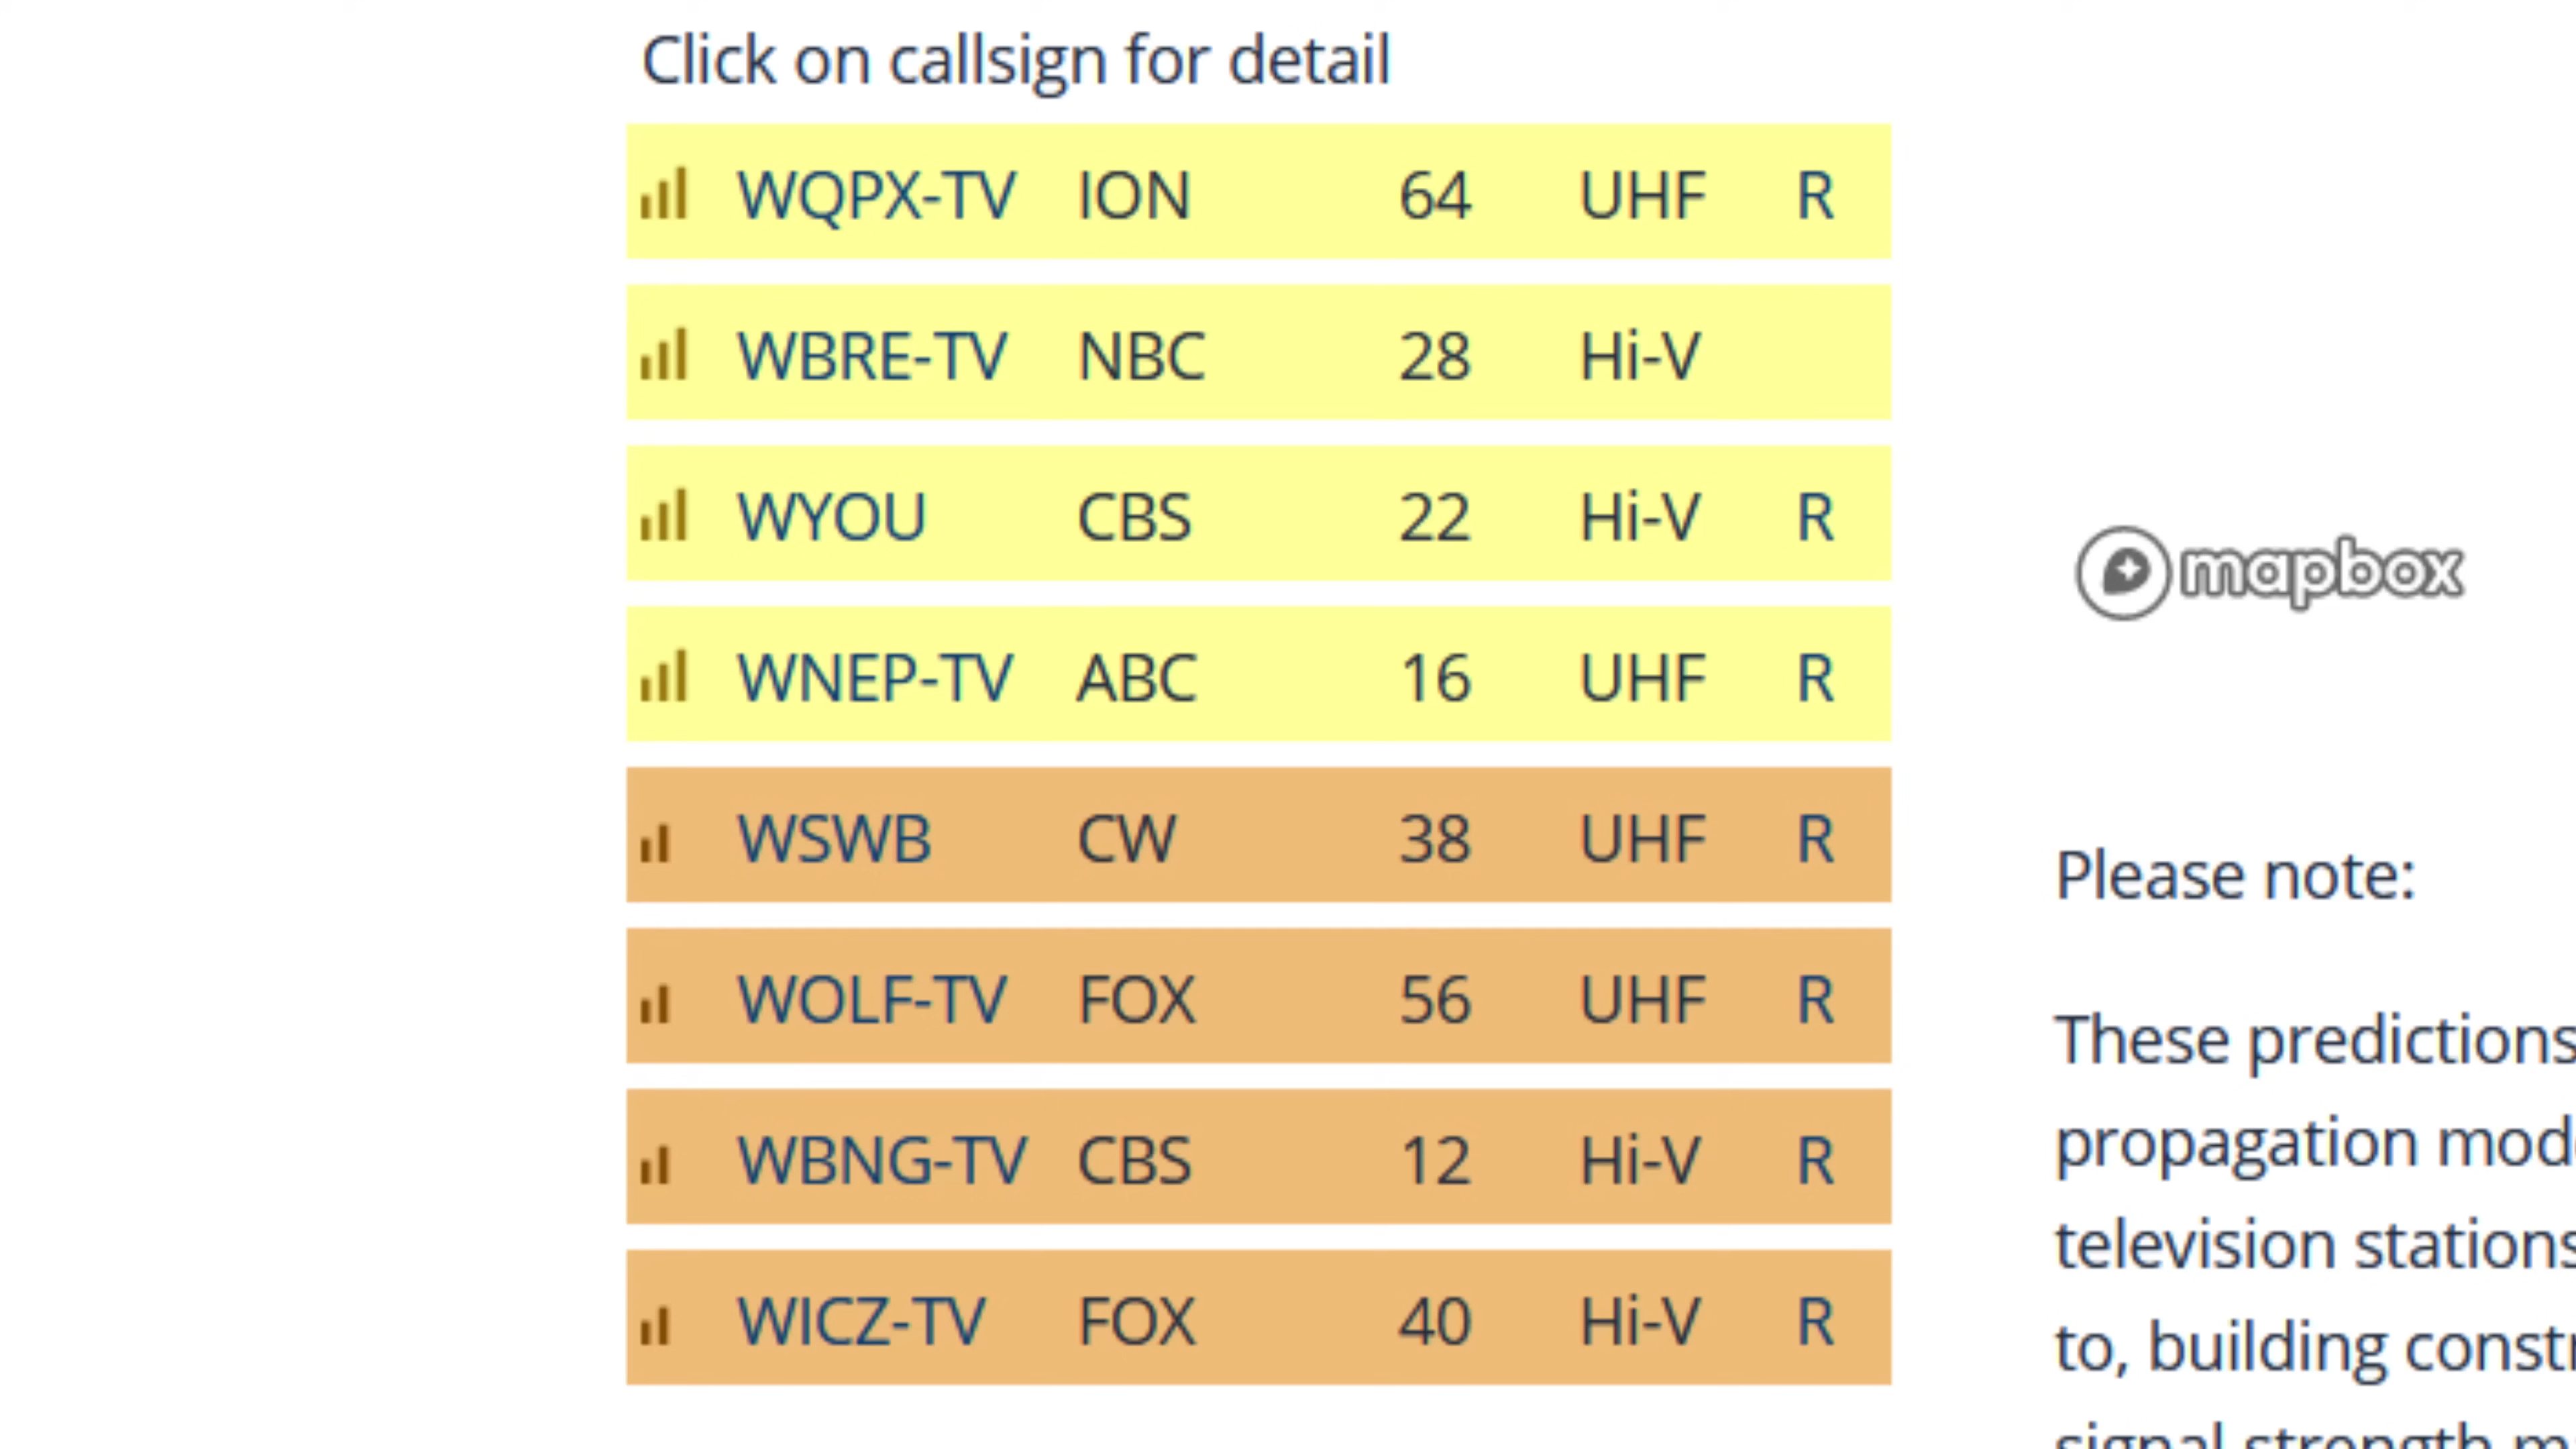 Click on callsign for detail
WQPX-TV ION 64 UHF R
WBRE-TV NBC 28 Hi-V
WYOU CBS 22 Hi-V R
WNEP-TV ABC 16 UHF R
WSWB CW 38 UHF R
WOLF-TV FOX 56 UHF R
WBNG-TV CBS 12 Hi-V R
WICZ-TV FOX 40 Hi-V R
mapbox
Please note:
These predictions
propagation
television stations
to, building
signal strength